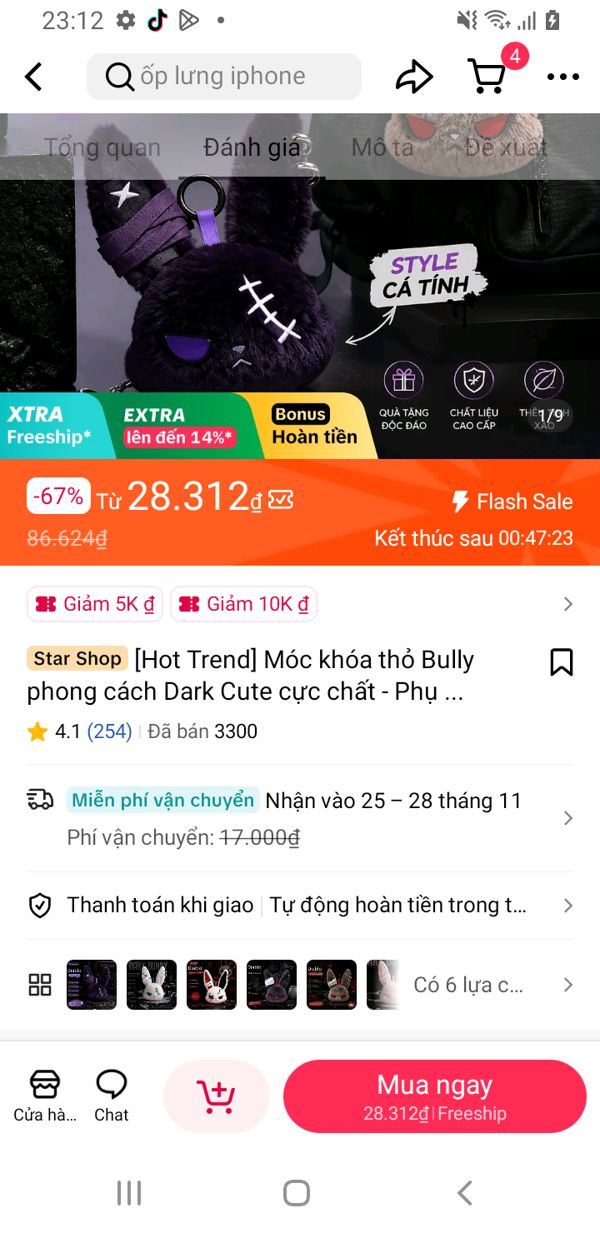 23:12
4
ốp lưng iphone
Tổng quan Đánh giá Mô tả Đề xuất
STYLE
CÁ TÍNH
QUÀ TẶNG
ĐỘC ĐÁO
CHẤT LIỆU
CAO CẤP
1/9
XTRA
Freeship*
EXTRA
lên đến 14%*
Bonus
Hoàn tiền
-67% Từ 28.312đ
Flash Sale
86.624đ
Kết thúc sau 00:47:23
Giảm 5K đ Giảm 10K đ
Star Shop [Hot Trend] Móc khóa thỏ Bully
phong cách Dark Cute cực chất - Phụ ...
4.1 (254) Đã bán 3300
Miễn phí vận chuyển Nhận vào 25 – 28 tháng 11
Phí vận chuyển: 17.000đ
Thanh toán khi giao Tự động hoàn tiền trong t...
Có 6 lựa c...
Cửa hà...
Chat
Mua ngay
28.312đ Freeship